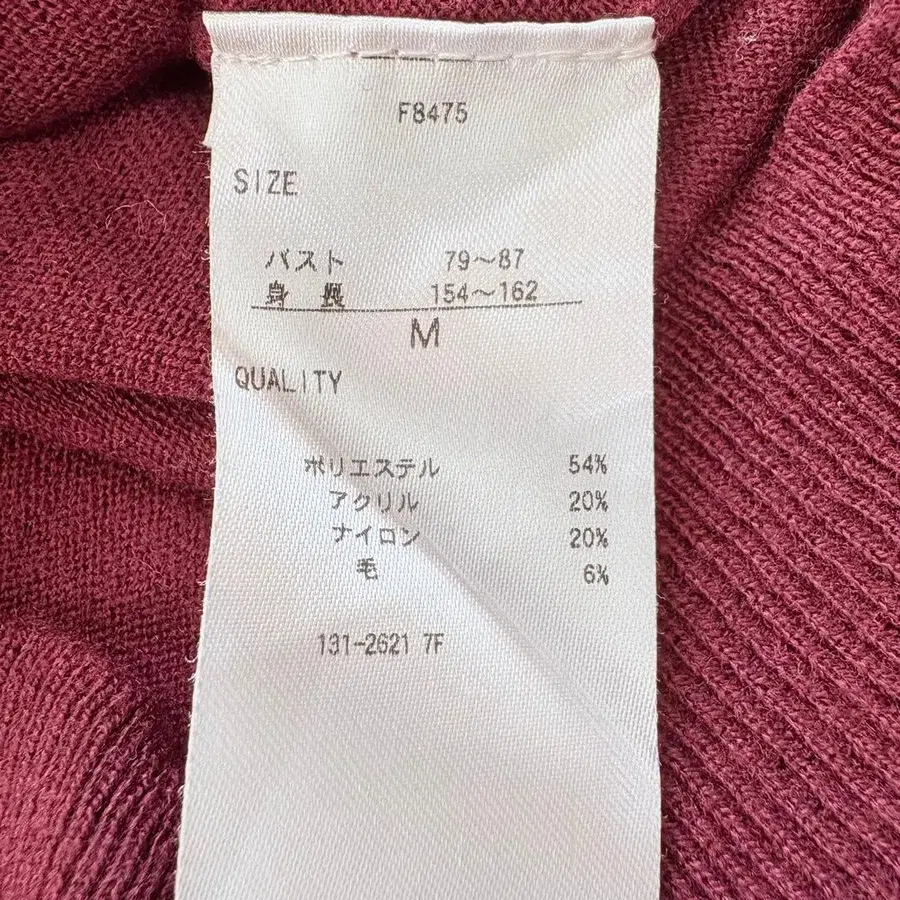 F8475
SIZE
バスト 79〜87
身長 154〜162
M
QUALITY
ポリエステル 54%
アクリル 20%
ナイロン 20%
毛 6%
131-2621 7F